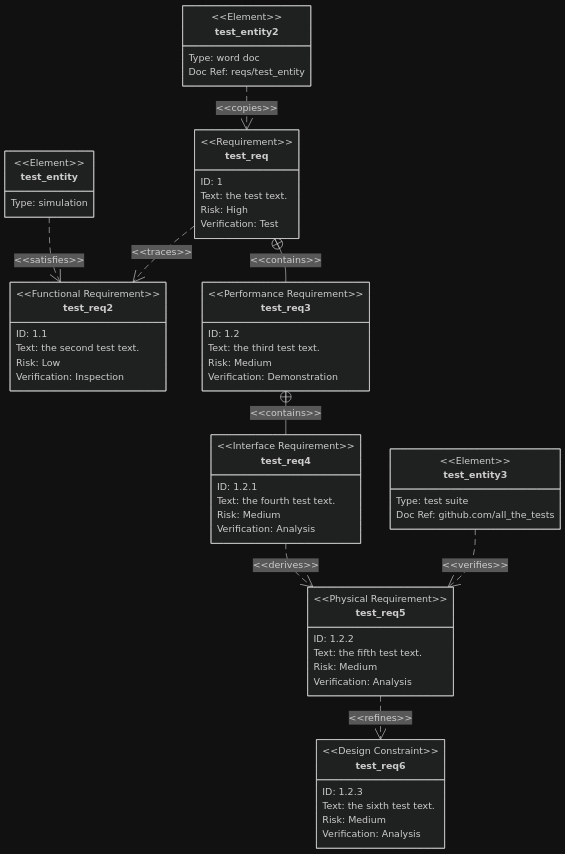 <<Element>>
test_entity2
Type: word doc
Doc Ref: reqs/test_entity
<<copies>>
<<Requirement>>
test_req
ID: 1
Text: the test text.
Risk: High
Verification: Test
<<Element>>
test_entity
Type: simulation
<<satisfies>>
<<traces>>
<<contains>>
<<Functional Requirement>>
test_req2
ID: 1.1
Text: the second test text.
Risk: Low
Verification: Inspection
<<Performance Requirement>>
test_req3
ID: 1.2
Text: the third test text.
Risk: Medium
Verification: Demonstration
<<contains>>
<<Interface Requirement>>
test_req4
ID: 1.2.1
Text: the fourth test text.
Risk: Medium
Verification: Analysis
<<Element>>
test_entity3
Type: test suite
Doc Ref: github.com/all_the_tests
<<derives>>
<<verifies>>
<<Physical Requirement>>
test_req5
ID: 1.2.2
Text: the fifth test text.
Risk: Medium
Verification: Analysis
<<refines>>
<<Design Constraint>>
test_req6
ID: 1.2.3
Text: the sixth test text.
Risk: Medium
Verification: Analysis